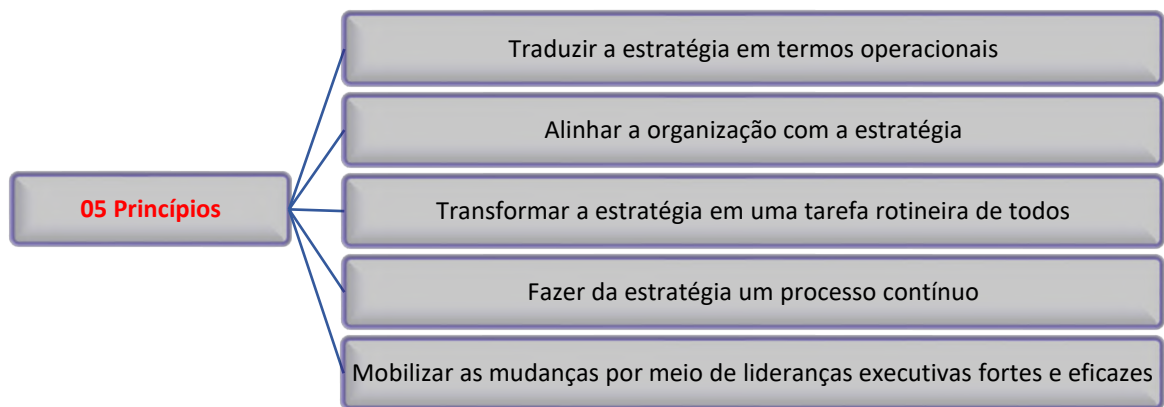 05 Princípios
Traduzir a estratégia em termos operacionais
Alinhar a organização com a estratégia
Transformar a estratégia em uma tarefa rotineira de todos
Fazer da estratégia um processo contínuo
Mobilizar as mudanças por meio de lideranças executivas fortes e eficazes